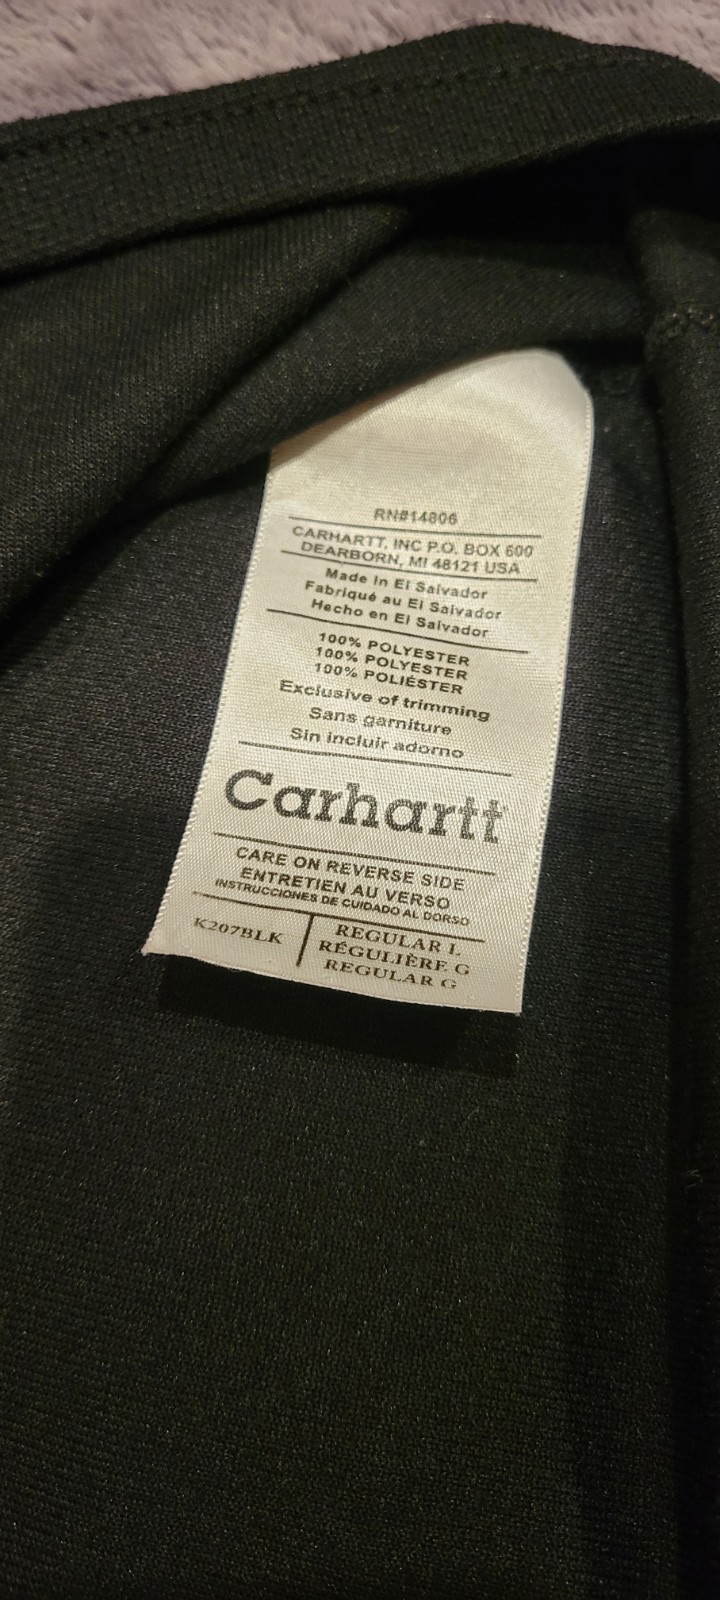 RN#14806
CARHARTT, INC P.O. BOX 600
DEARBORN, MI 48121 USA
Made in El Salvador
Fabriqué au El Salvador
Hecho en El Salvador
100% POLYESTER
100% POLYESTER
100% POLIÉSTER
Exclusive of trimming
Sans garniture
Sin incluir adorno
Carhartt
CARE ON REVERSE SIDE
ENTRETIEN AU VERSO
INSTRUCCIONES DE CUIDADO AL DORSO
K207BLK
REGULAR L
RÉGULIÈRE G
REGULAR G